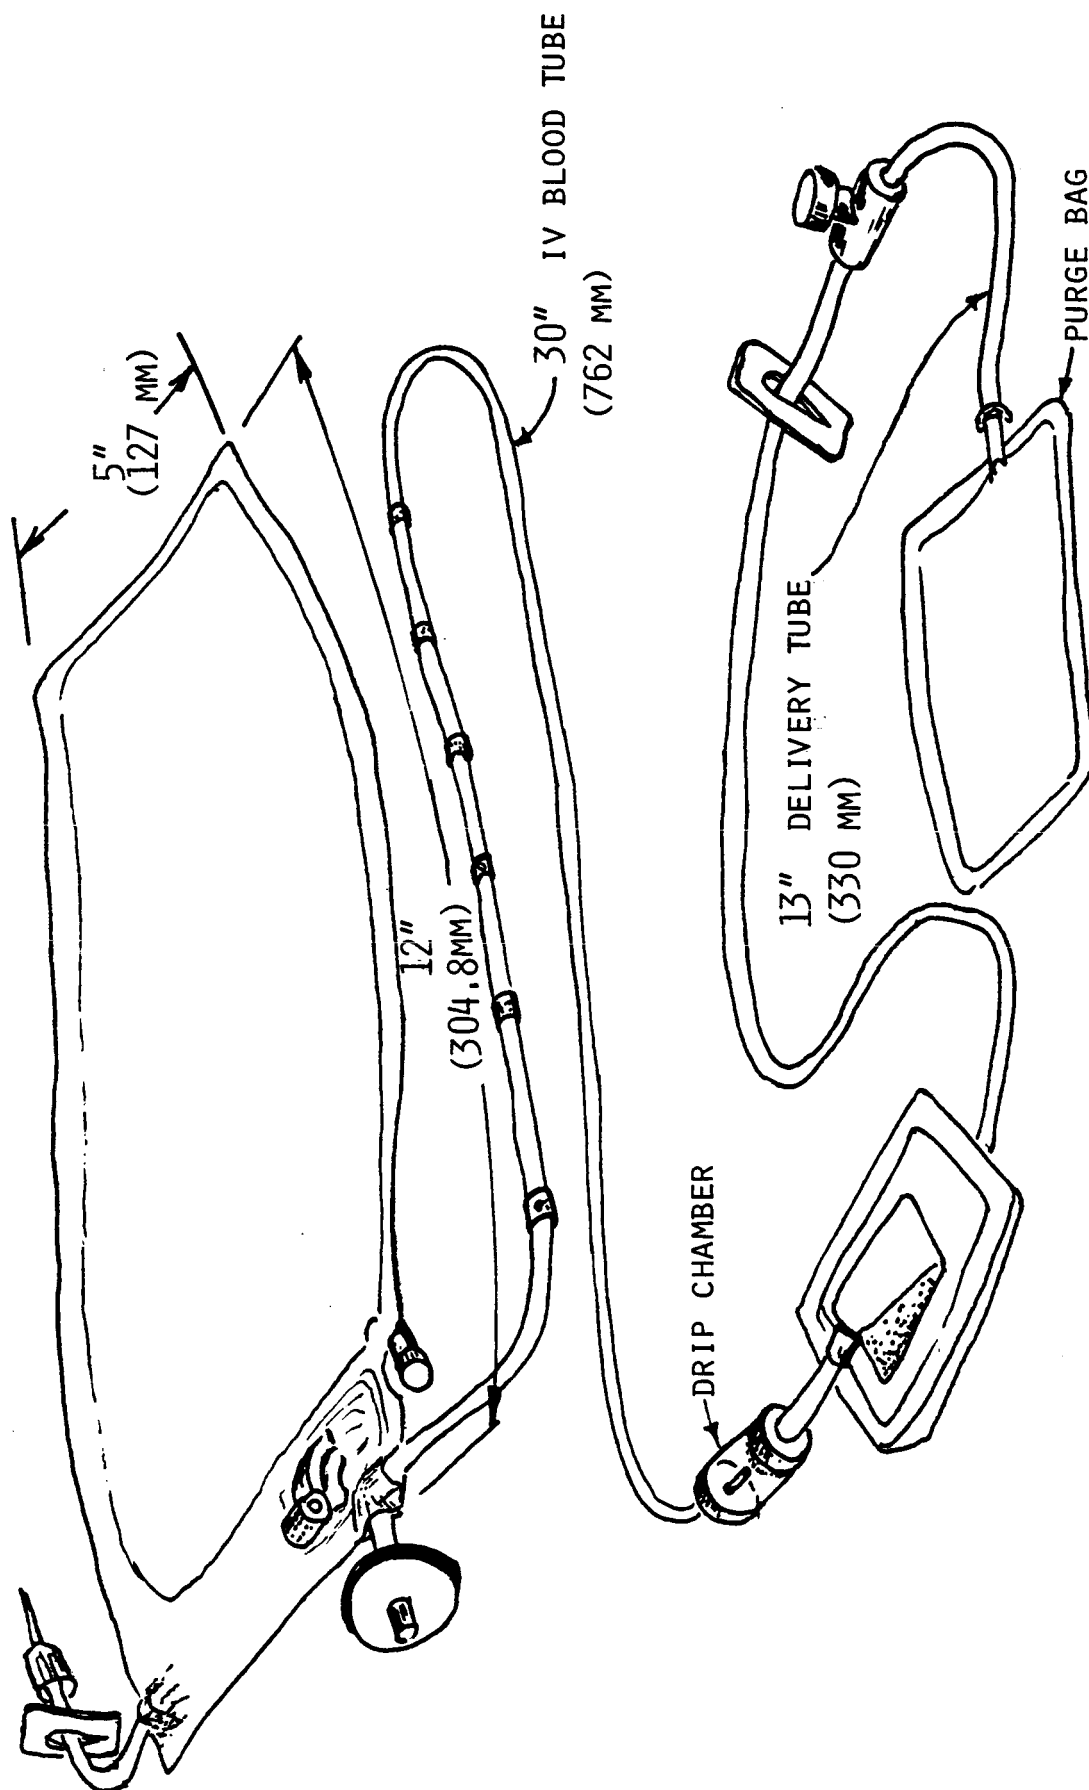 5"
(127 MM)
30" IV BLOOD TUBE
(762 MM)
12"
(304.8MM)
13" DELIVERY TUBE
(330 MM)
PURGE BAG
DRIP CHAMBER